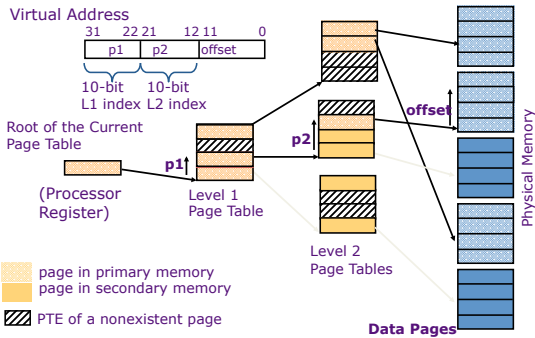 Virtual Address
31 22 21 12 11 0
p1 p2 offset
10-bit
L1 index
10-bit
L2 index
Root of the Current
Page Table
p1
(Processor
Register)
Level 1
Page Table
p2
Level 2
Page Tables
offset
Physical Memory
page in primary memory
page in secondary memory
PTE of a nonexistent page
Data Pages